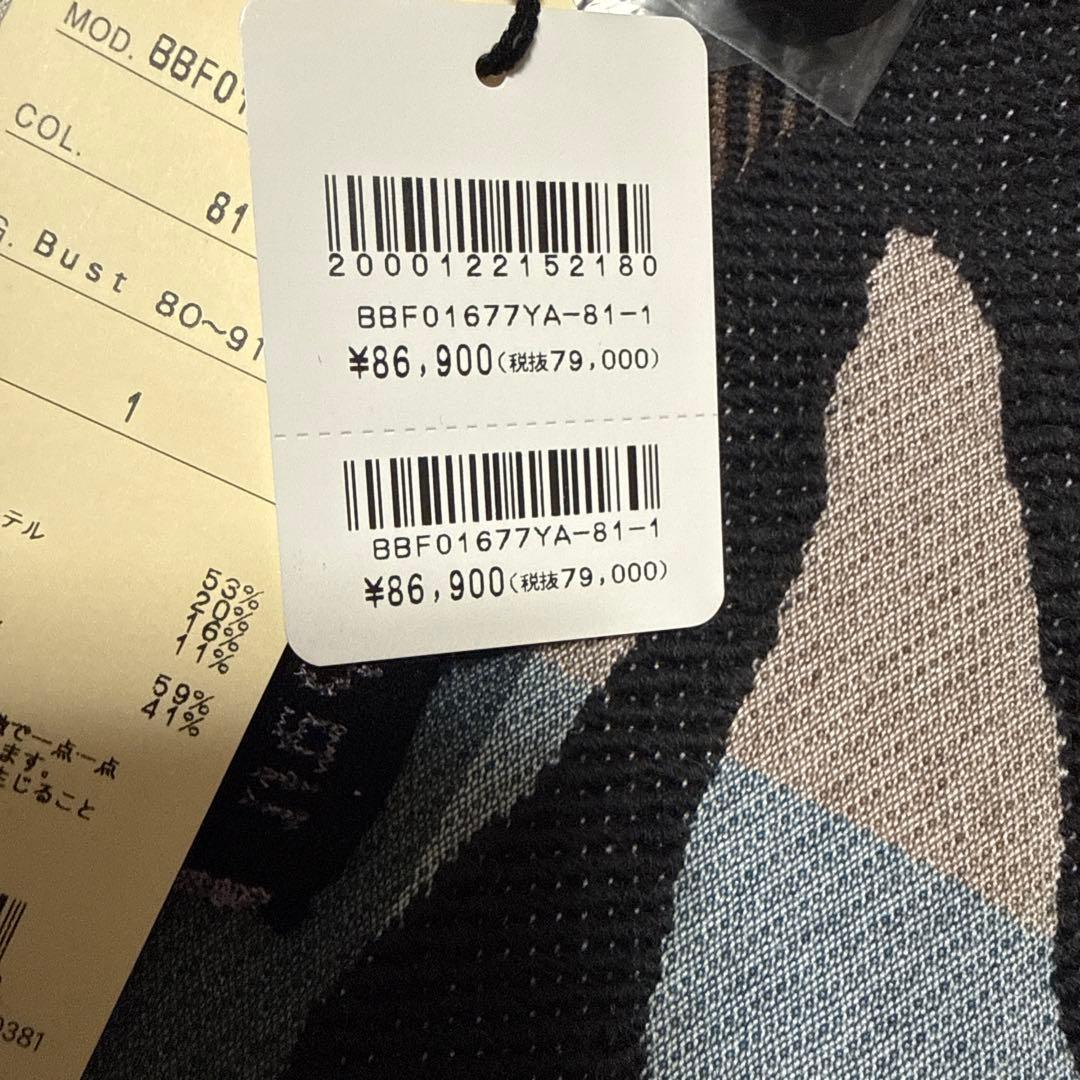 MOD. BBF01
COL.
81
G. Bust 80~91
1
テル
53%
20%
16%
11%
59%
41%
で一点一点
ます。
生じること
0381
2000122152180
BBF01677YA-81-1
¥86,900(税抜79,000)
BBF01677YA-81-1
¥86,900(税抜79,000)